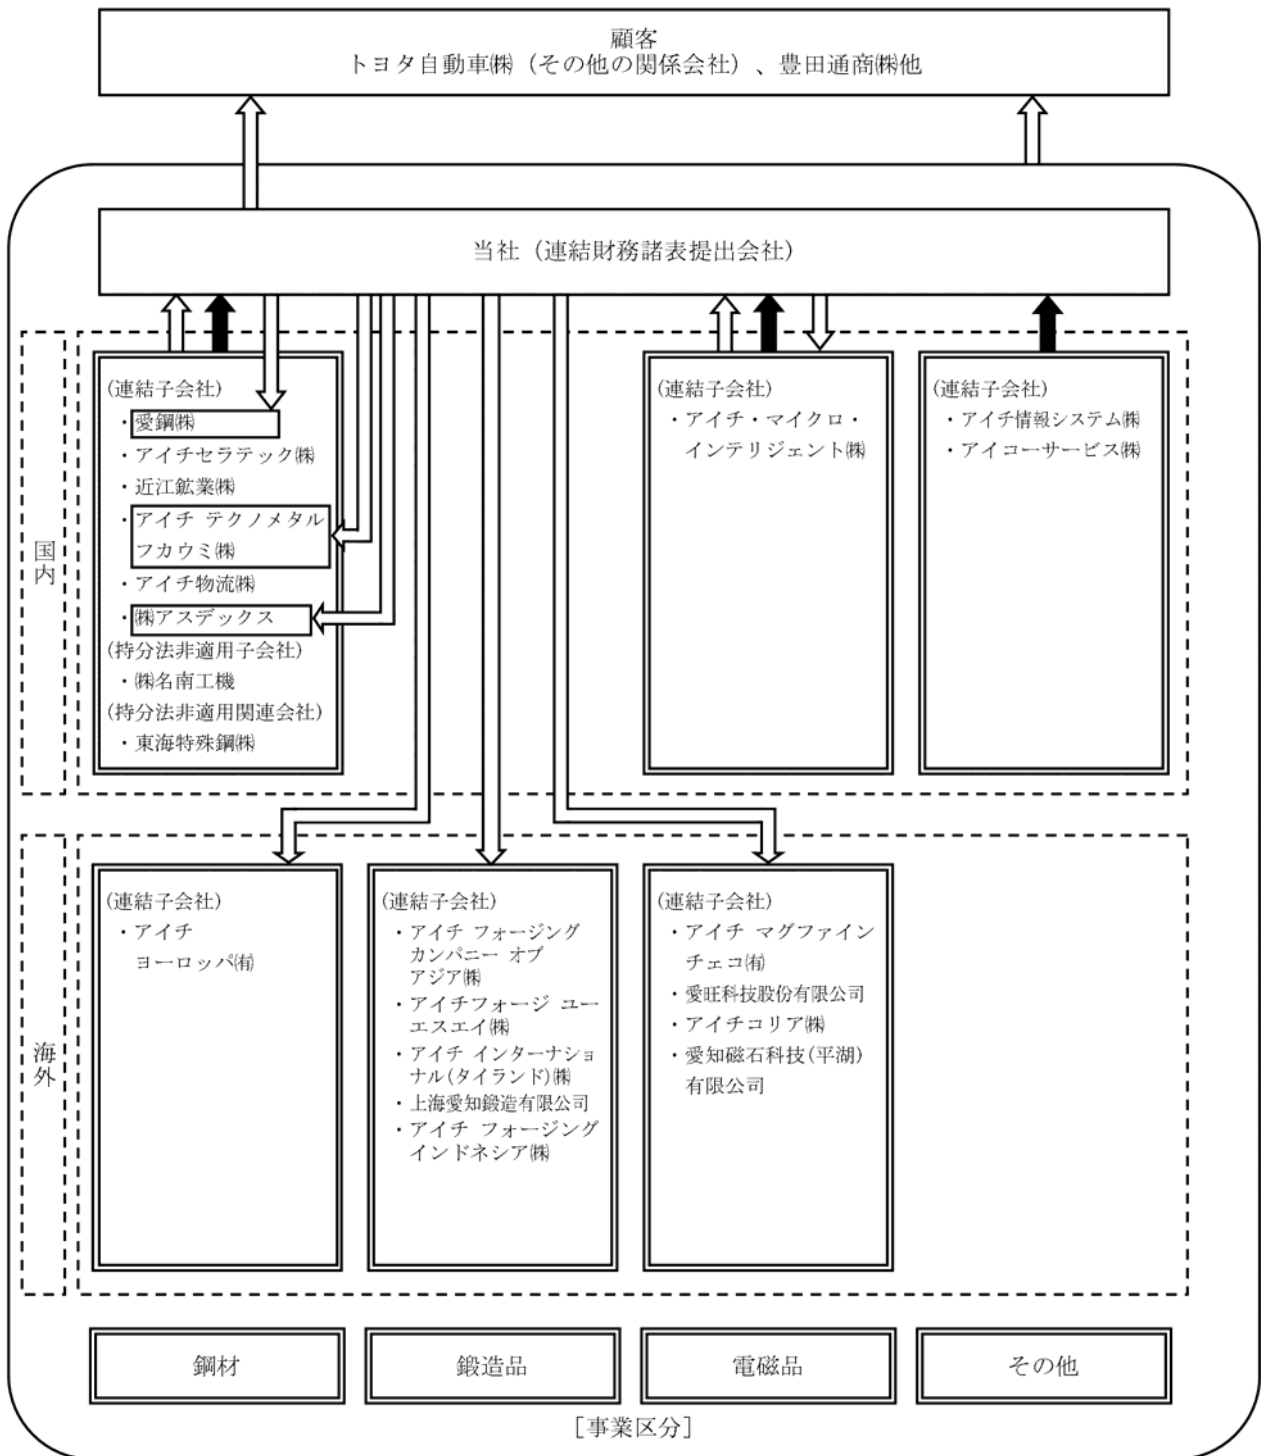 顧客
トヨタ自動車㈱（その他の関係会社）、豊田通商㈱他
当社（連結財務諸表提出会社）
国内
(連結子会社)
・愛鋼㈱
・アイチセラテック㈱
・近江鉱業㈱
・アイチ テクノメタル
フカウミ㈱
・アイチ物流㈱
・㈱アスデックス
(持分法非適用子会社)
・㈱名南工機
(持分法非適用関連会社)
・東海特殊鋼㈱
(連結子会社)
・アイチ・マイクロ・
インテリジェント㈱
(連結子会社)
・アイチ情報システム㈱
・アイコーサービス㈱
海外
(連結子会社)
・アイチ
ヨーロッパ㈲
(連結子会社)
・アイチ フォージング
カンパニー オブ
アジア㈱
・アイチフォージ ユー
エスエイ㈱
・アイチ インターナショ
ナル(タイランド)㈱
・上海愛知鍛造有限公司
・アイチ フォージング
インドネシア㈱
(連結子会社)
・アイチ マグファイン
チェコ㈲
・愛旺科技股份有限公司
・アイチコリア㈱
・愛知磁石科技(平湖)
有限公司
鋼材
鍛造品
電磁品
その他
［事業区分］